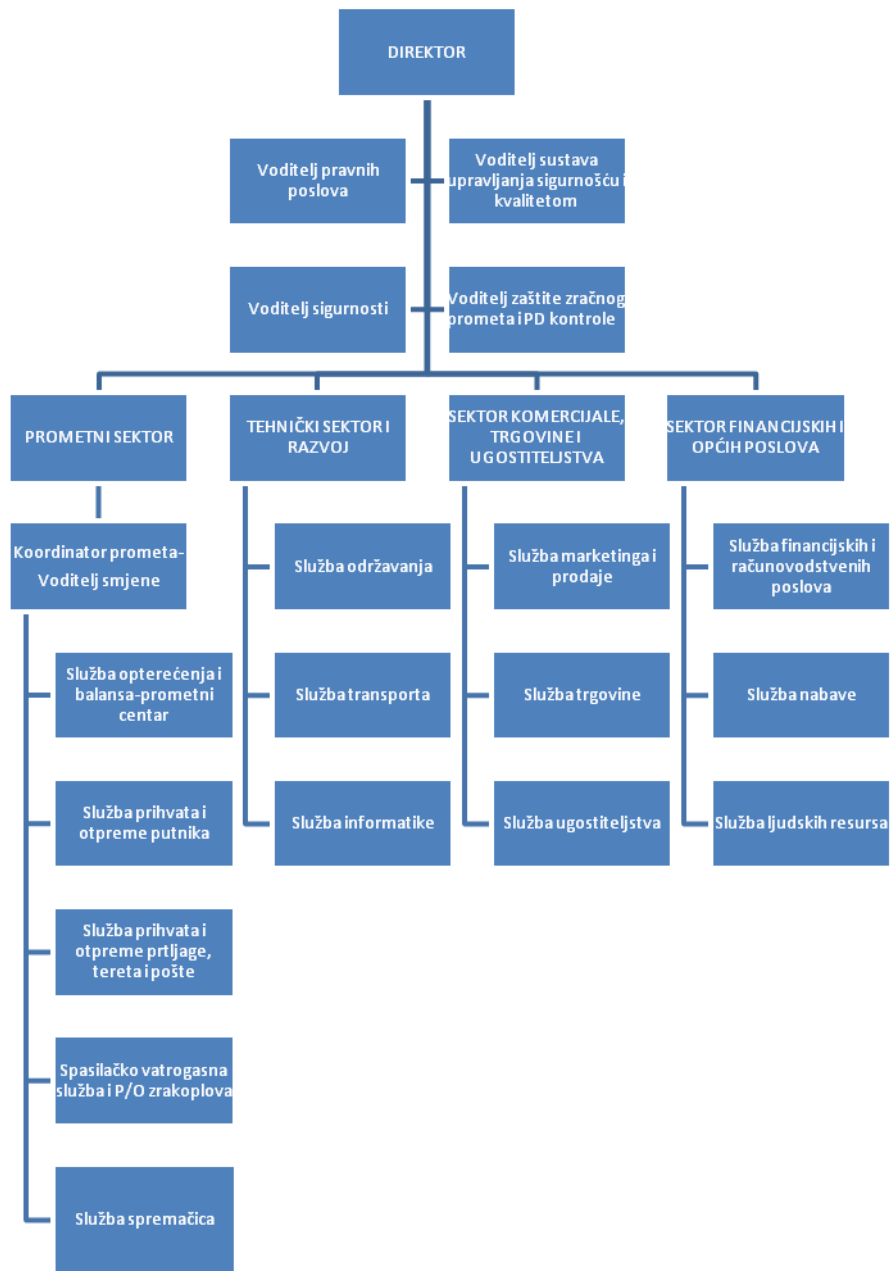 DIREKTOR
Voditelj pravnih
poslova
Voditelj sustava
upravljanja sigurnošću i
kvalitetom
Voditelj sigurnosti
Voditelj zaštite zračnog
prometa i PD kontrole
PROMETNI SEKTOR
TEHNIČKI SEKTOR I
RAZVOJ
SEKTOR KOMERCIJALE,
TRGOVINE I
UGOSTITELJSTVA
SEKTOR FINANCIJSKIH I
OPĆIH POSLOVA
Koordinator prometa-
Voditelj smjene
Služba održavanja
Služba marketinga i
prodaje
Služba financijskih i
računovodstvenih
poslova
Služba opterećenja i
balansa-prometni
centar
Služba transporta
Služba trgovine
Služba nabave
Služba prihvata i
otpreme putnika
Služba informatike
Služba ugostiteljstva
Služba ljudskih resursa
Služba prihvata i
otpreme prtljage,
tereta i pošte
Spasilačko vatrogasna
služba i P/O zrakoplova
Služba spremačica